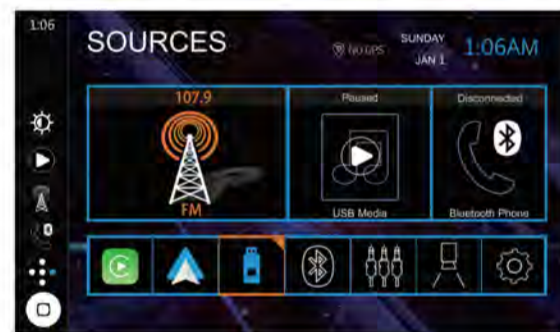 1:06
SOURCES
NO GPS
SUNDAY
JAN 1
1:06AM
107.9
FM
Paused
USB Media
Disconnected
Bluetooth Phone